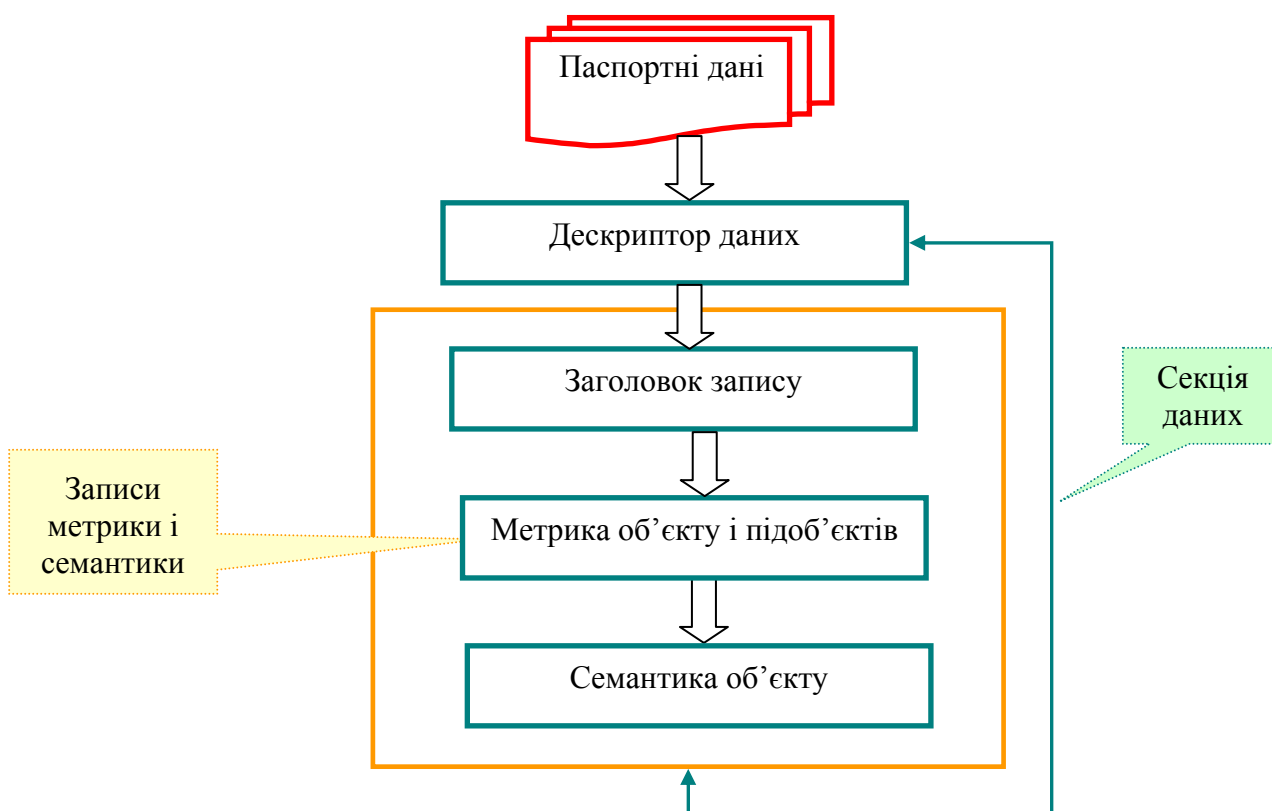 Паспортні дані
Дескриптор даних
Заголовок запису
Секція
даних
Записи
метрики і
семантики
Метрика об’єкту і підоб’єктів
Семантика об’єкту